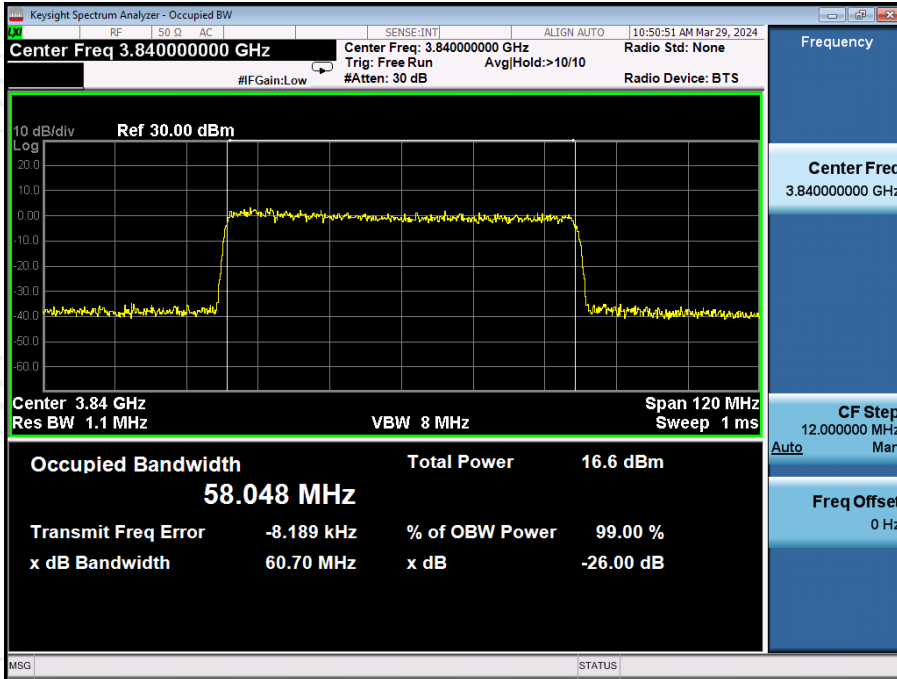 Keysight Spectrum Analyzer - Occupied BW
LXI RF 50 Ω AC SENSE:INT ALIGN AUTO 10:50:51 AM Mar 29, 2024
Center Freq 3.840000000 GHz
Center Freq: 3.840000000 GHz
Radio Std: None
Trig: Free Run Avg|Hold:>10/10
#IFGain:Low
#Atten: 30 dB
Radio Device: BTS
Frequency
10 dB/div Ref 30.00 dBm
Log
20.0
10.0
0.00
-10.0
-20.0
-30.0
-40.0
-50.0
-60.0
Center 3.84 GHz Span 120 MHz
Res BW 1.1 MHz VBW 8 MHz Sweep 1 ms
Center Freq
3.840000000 GHz
CF Step
12.000000 MHz
Auto Man
Freq Offset
0 Hz
Occupied Bandwidth Total Power 16.6 dBm
58.048 MHz
Transmit Freq Error -8.189 kHz % of OBW Power 99.00 %
x dB Bandwidth 60.70 MHz x dB -26.00 dB
MSG STATUS